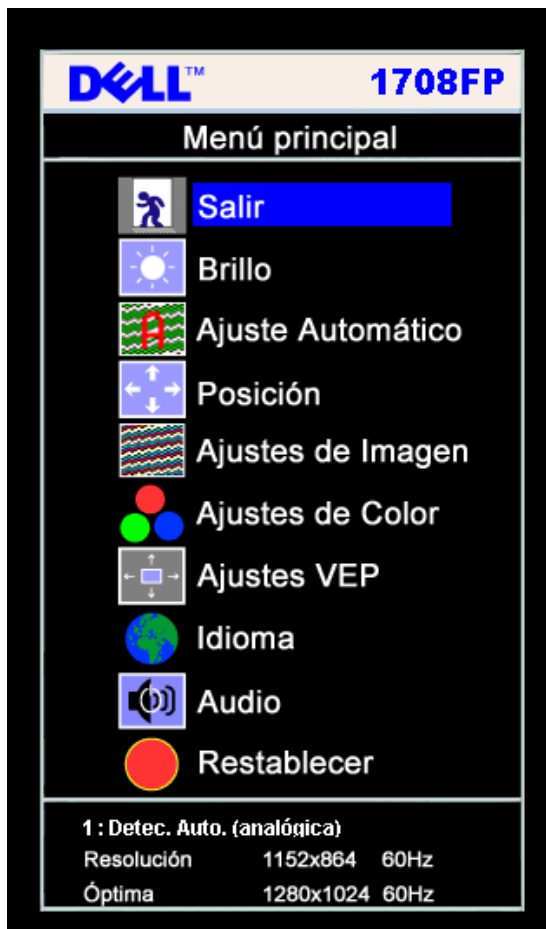 DELL™ 1708FP
Menú principal
Salir
Brillo
Ajuste Automático
Posición
Ajustes de Imagen
Ajustes de Color
Ajustes VEP
Idioma
Audio
Restablecer
1 : Detec. Auto. (analógica)
Resolución 1152x864 60Hz
Óptima 1280x1024 60Hz